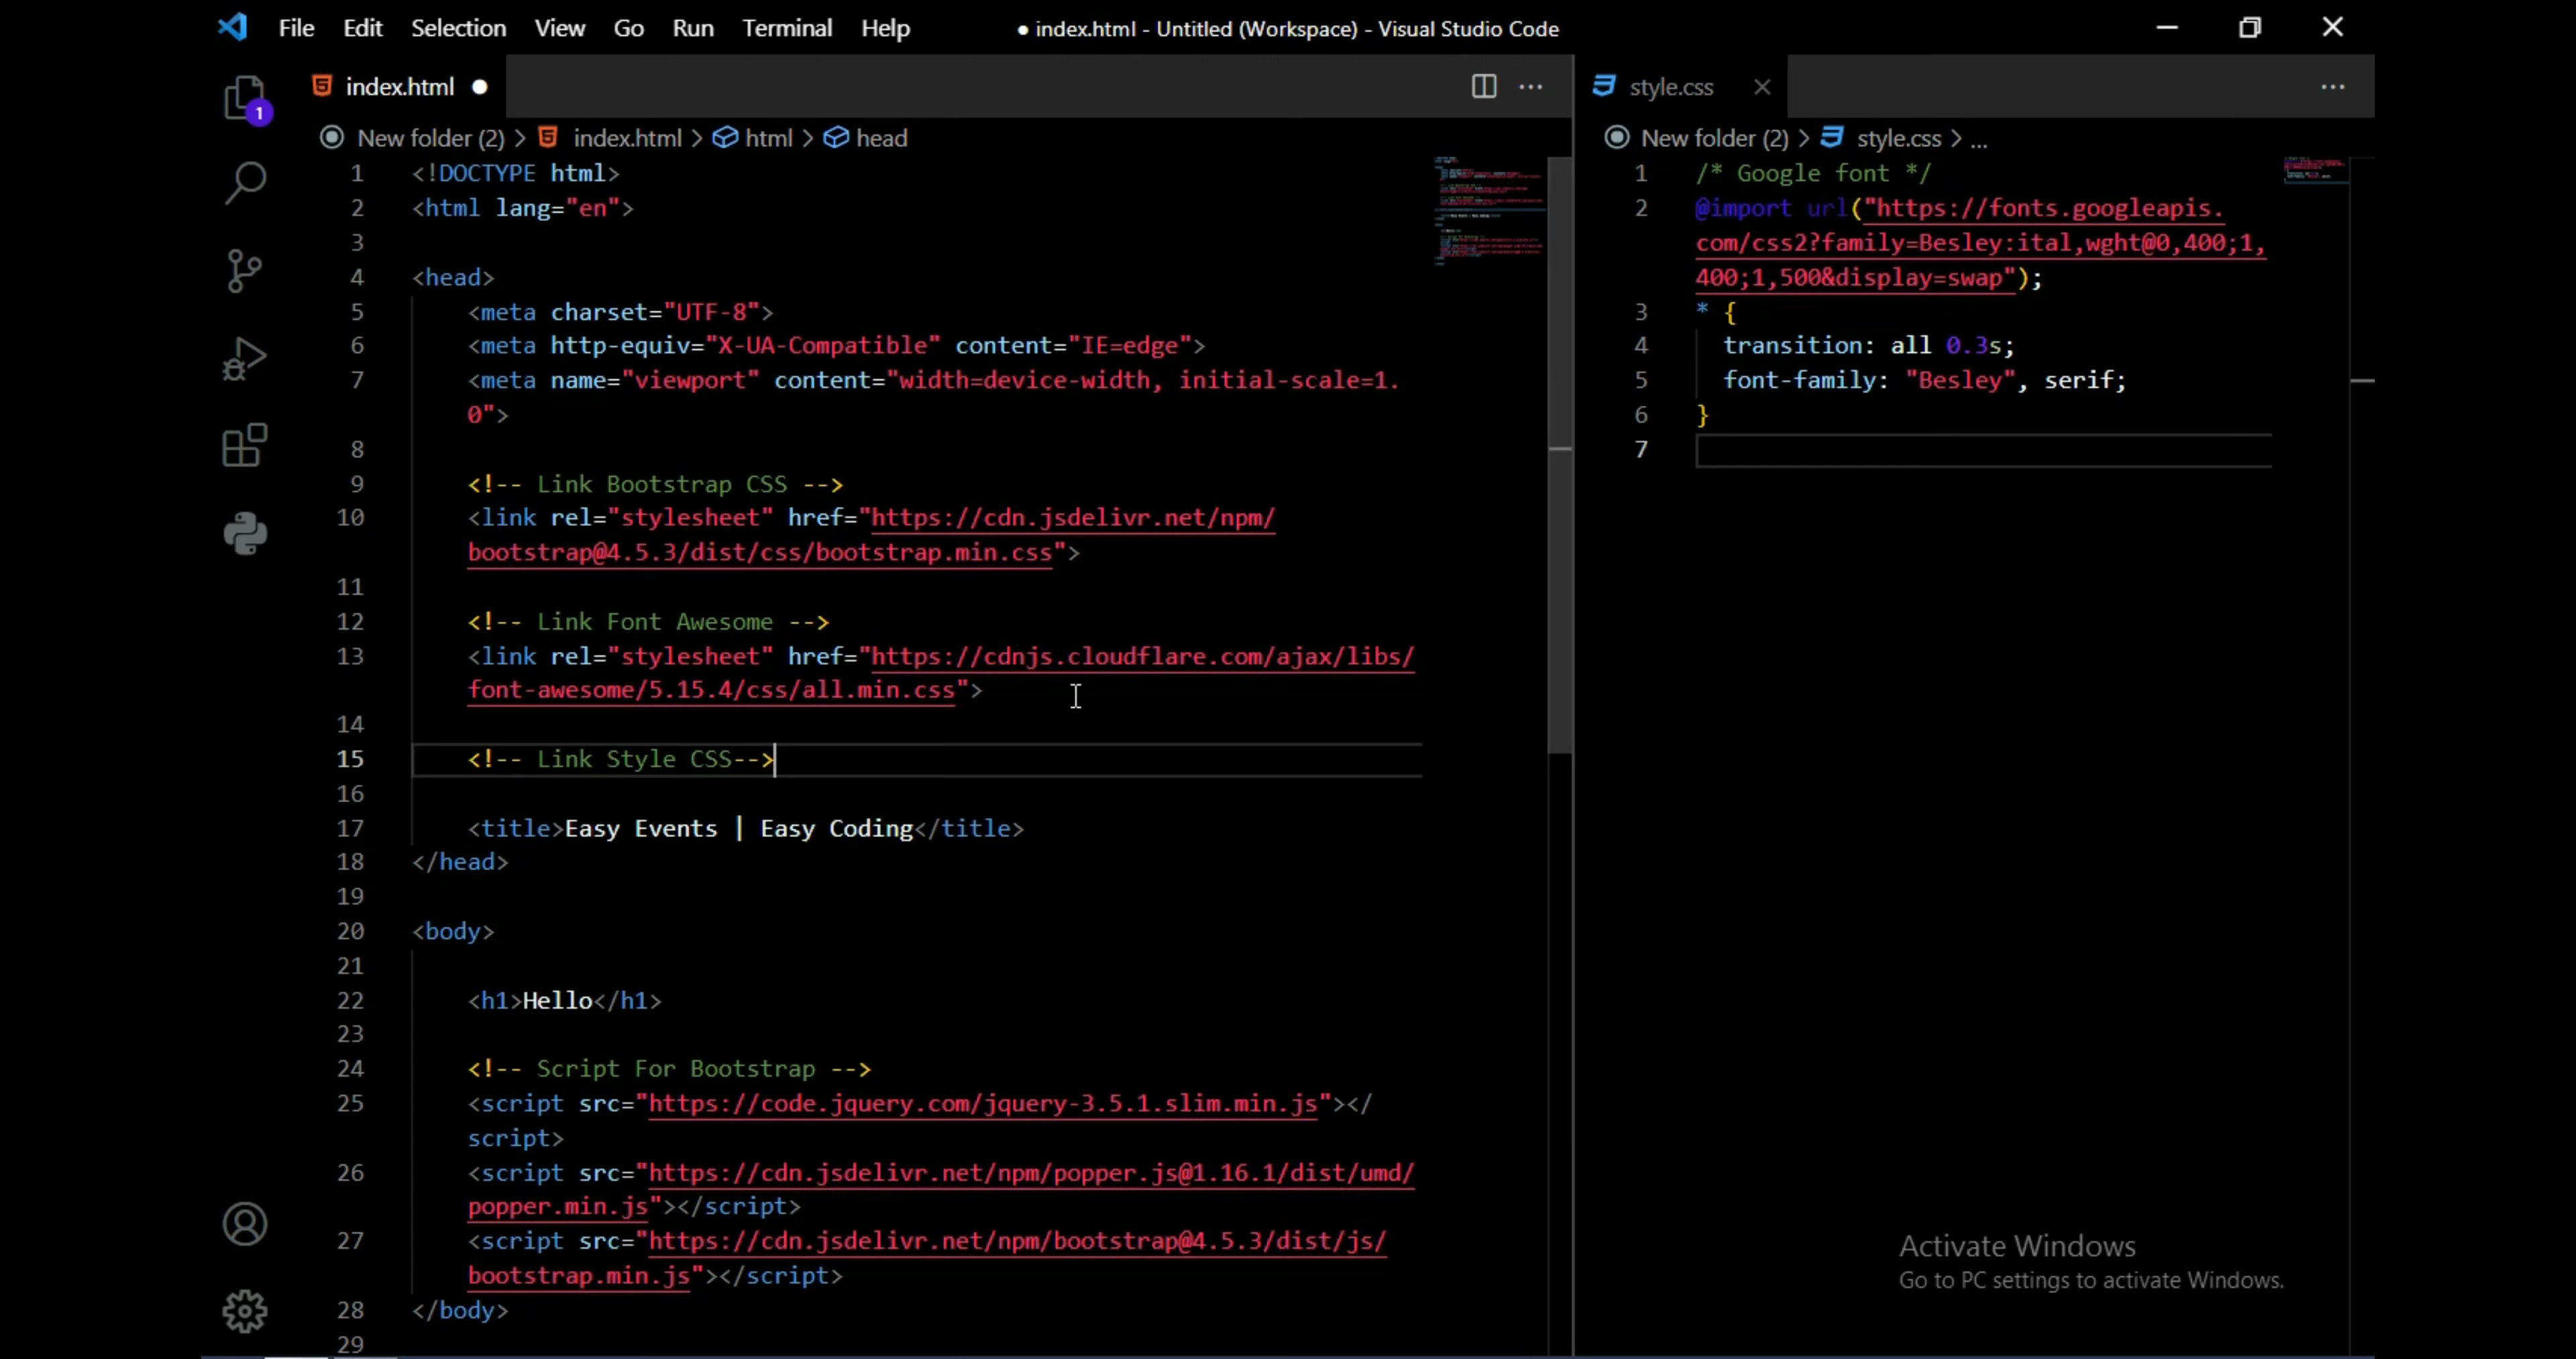 File Edit Selection View Go Run Terminal Help ● index.html - Untitled (Workspace) - Visual Studio Code
1
index.html
New folder (2) > index.html > html > head
1 <!DOCTYPE html>
2 <html lang="en">
3
4 <head>
5 <meta charset="UTF-8">
6 <meta http-equiv="X-UA-Compatible" content="IE=edge">
7 <meta name="viewport" content="width=device-width, initial-scale=1.
0">
8
9 <!-- Link Bootstrap CSS -->
10 <link rel="stylesheet" href="https://cdn.jsdelivr.net/npm/
bootstrap@4.5.3/dist/css/bootstrap.min.css">
11
12 <!-- Link Font Awesome -->
13 <link rel="stylesheet" href="https://cdnjs.cloudflare.com/ajax/libs/
font-awesome/5.15.4/css/all.min.css">
14
15 <!-- Link Style CSS-->
16
17 <title>Easy Events | Easy Coding</title>
18 </head>
19
20 <body>
21
22 <h1>Hello</h1>
23
24 <!-- Script For Bootstrap -->
25 <script src="https://code.jquery.com/jquery-3.5.1.slim.min.js"></
script>
26 <script src="https://cdn.jsdelivr.net/npm/popper.js@1.16.1/dist/umd/
popper.min.js"></script>
27 <script src="https://cdn.jsdelivr.net/npm/bootstrap@4.5.3/dist/js/
bootstrap.min.js"></script>
28 </body>
29
style.css
New folder (2) > style.css > ...
1 /* Google font */
2 @import url("https://fonts.googleapis.
com/css2?family=Besley:ital,wght@0,400;1,
400;1,500&display=swap");
3 * {
4 transition: all 0.3s;
5 font-family: "Besley", serif;
6 }
7
Activate Windows
Go to PC settings to activate Windows.